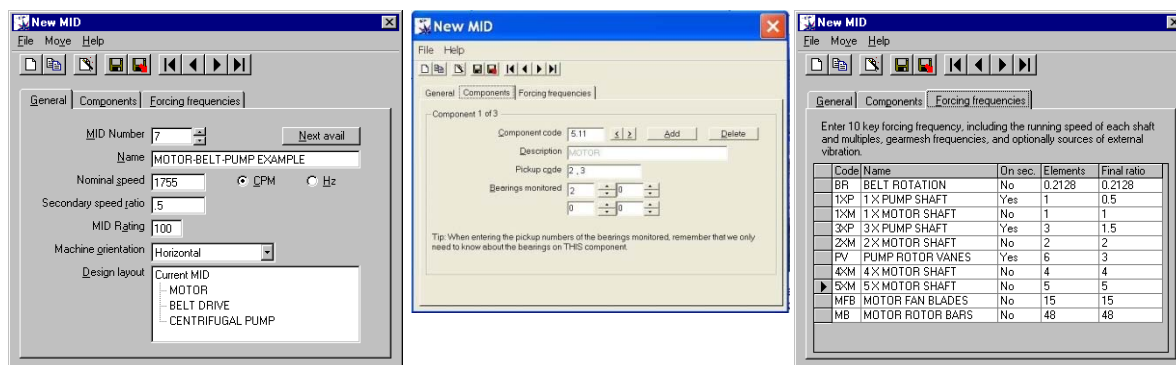 New MID
File Move Help
General Components Forcing frequencies
MID Number 7 Next avail
Name MOTOR-BELT-PUMP EXAMPLE
Nominal speed 1755 CPM Hz
Secondary speed ratio .5
MID Rating 100
Machine orientation Horizontal
Design layout Current MID
MOTOR
BELT DRIVE
CENTRIFUGAL PUMP
New MID
File Help
General Components Forcing frequencies
Component 1 of 3
Component code 5.11 < > Add Delete
Description MOTOR
Pickup code 2 , 3
Bearings monitored 2 0
0 0
Tip: When entering the pickup numbers of the bearings monitored, remember that we only
need to know about the bearings on THIS component.
New MID
File Move Help
General Components Forcing frequencies
Enter 10 key forcing frequency, including the running speed of each shaft
and multiples, gearmesh frequencies, and optionally sources of external
vibration.
Code Name On sec. Elements Final ratio
BR BELT ROTATION No 0.2128 0.2128
1XP 1 X PUMP SHAFT Yes 1 0.5
1XM 1 X MOTOR SHAFT No 1 1
3XP 3 X PUMP SHAFT Yes 3 1.5
2XM 2 X MOTOR SHAFT No 2 2
PV PUMP ROTOR VANES Yes 6 3
4XM 4 X MOTOR SHAFT No 4 4
5XM 5 X MOTOR SHAFT No 5 5
MFB MOTOR FAN BLADES No 15 15
MB MOTOR ROTOR BARS No 48 48